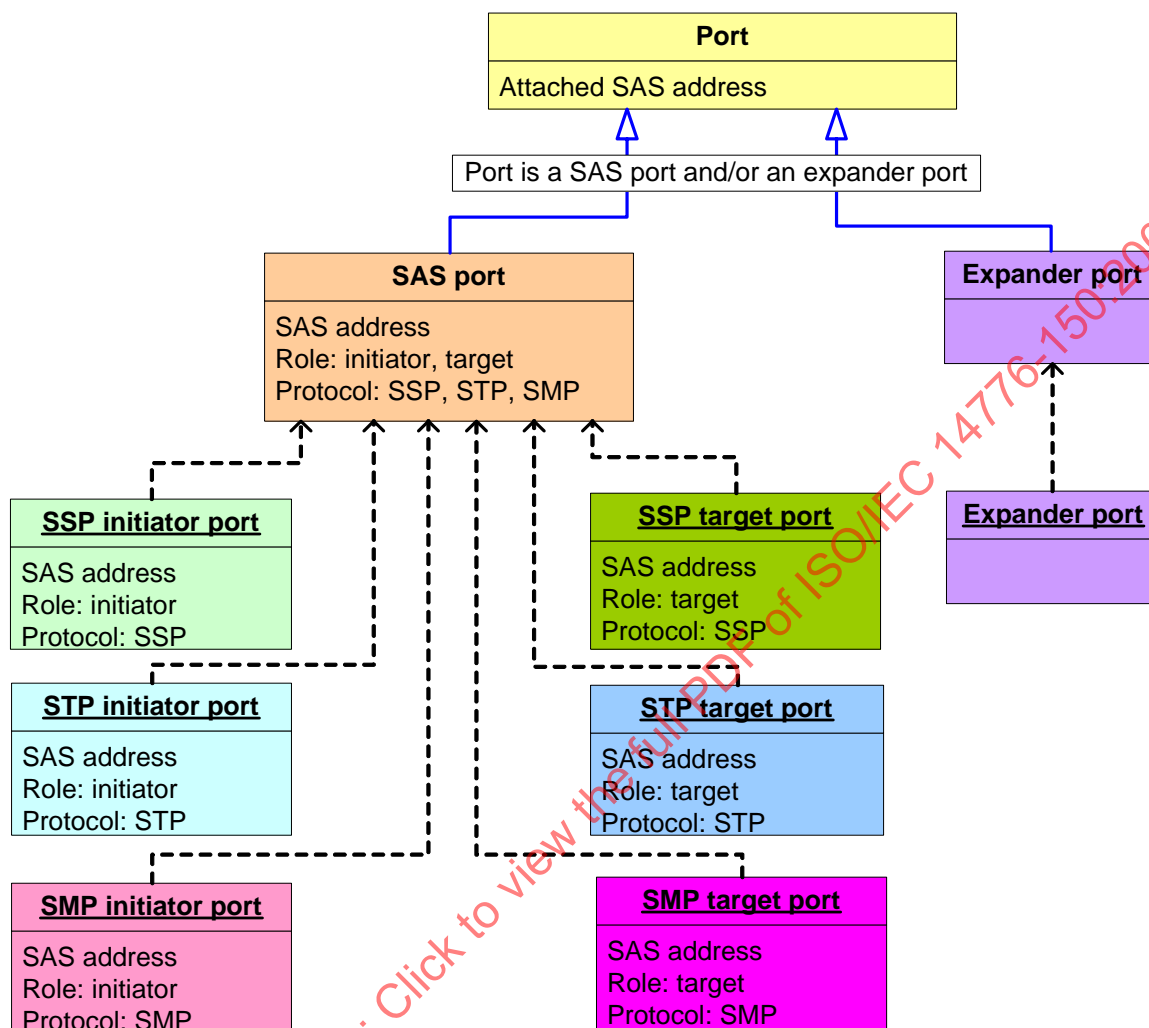 Port
Attached SAS address
Port is a SAS port and/or an expander port
SAS port
SAS address
Role: initiator, target
Protocol: SSP, STP, SMP
Expander port
SSP initiator port
SAS address
Role: initiator
Protocol: SSP
SSP target port
SAS address
Role: target
Protocol: SSP
Expander port
STP initiator port
SAS address
Role: initiator
Protocol: STP
STP target port
SAS address
Role: target
Protocol: STP
SMP initiator port
SAS address
Role: initiator
Protocol: SMP
SMP target port
SAS address
Role: target
Protocol: SMP
: Click to view the full PDF of ISO/IEC 14776-150:200